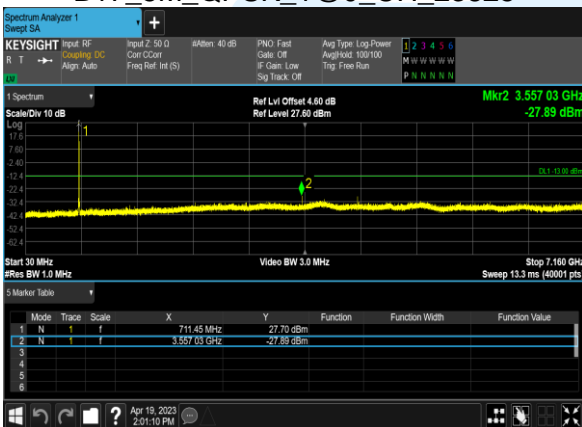 Spectrum Analyzer 1
Swept SA
+
KEYSIGHT
R T
LV
Input: RF
Coupling: DC
Align: Auto
Input Z: 50 Ω
Corr CCorr
Freq Ref: Int (S)
#Atten: 40 dB
PNO: Fast
Gate: Off
IF Gain: Low
Sig Track: Off
Avg Type: Log-Power
Avg|Hold: 100/100
Trig: Free Run
1 2 3 4 5 6
M W W W W W
P N N N N N
1 Spectrum
Scale/Div 10 dB
Ref Lvl Offset 4.60 dB
Ref Level 27.60 dBm
Mkr2 3.557 03 GHz
-27.89 dBm
Log
17.6
7.60
-2.40
-12.4
-22.4
-32.4
-42.4
-52.4
-62.4
1
2
DL1 -13.00 dBm
Start 30 MHz
#Res BW 1.0 MHz
Video BW 3.0 MHz
Stop 7.160 GHz
Sweep 13.3 ms (40001 pts)
5 Marker Table
Mode Trace Scale X Y Function Function Width Function Value
1 N 1 f 711.45 MHz 27.70 dBm
2 N 1 f 3.557 03 GHz -27.89 dBm
3
4
5
6
?
Apr 19, 2023
2:01:10 PM